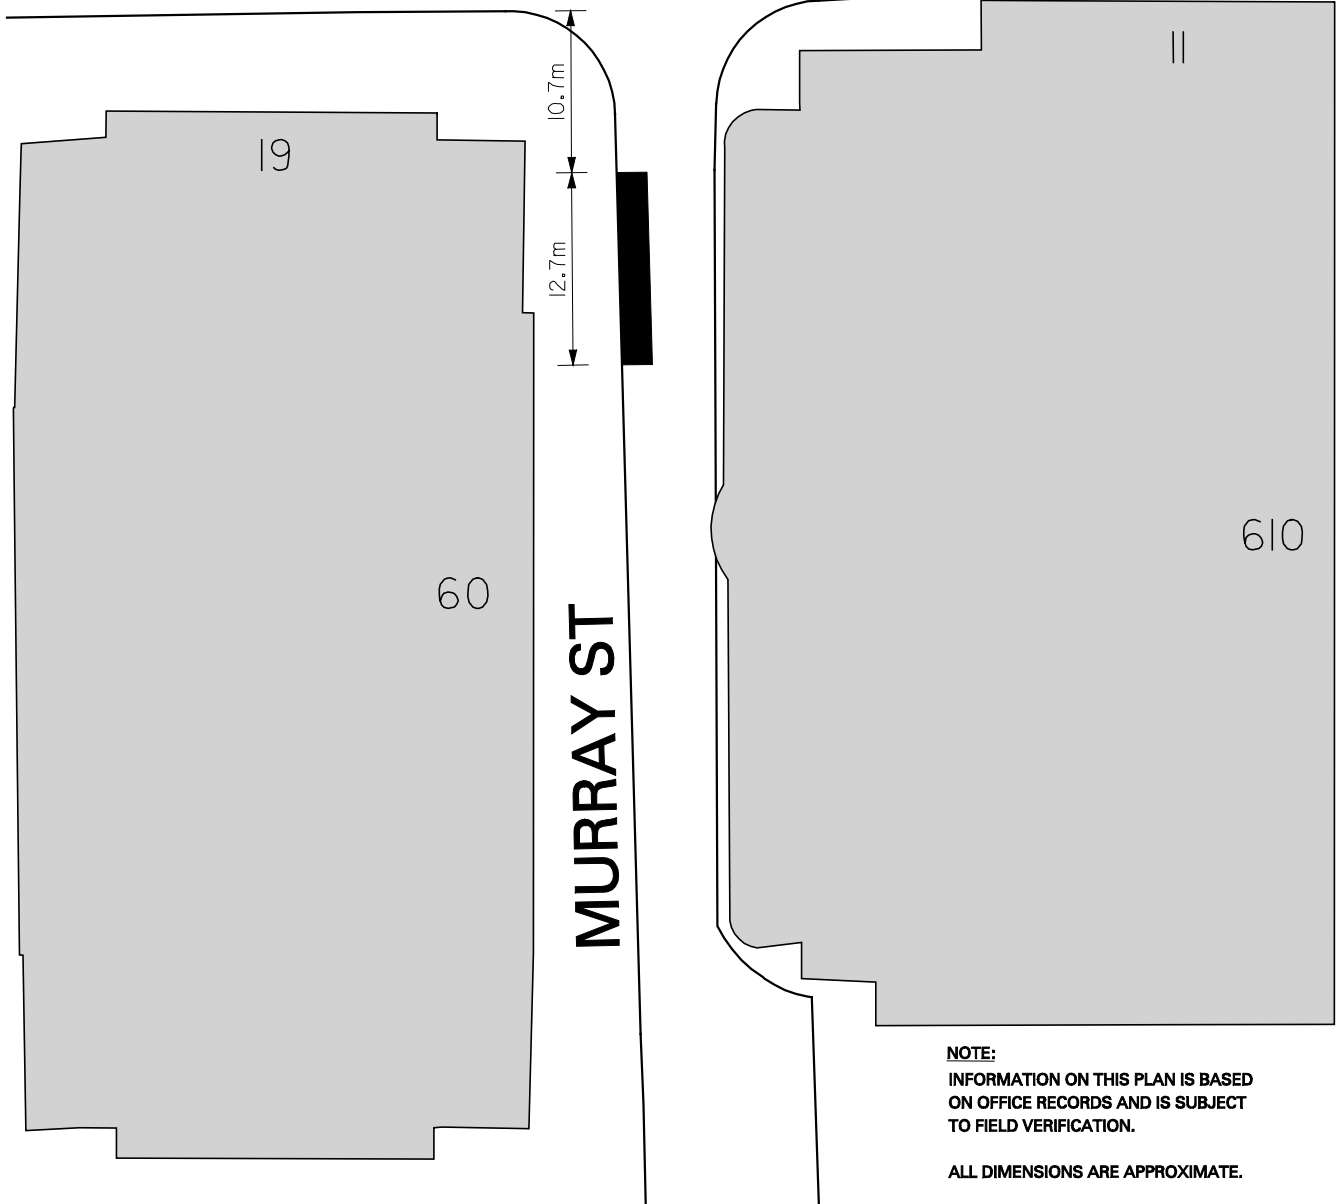 11
10.7m
19
12.7m
610
60
MURRAY ST
NOTE:
INFORMATION ON THIS PLAN IS BASED
ON OFFICE RECORDS AND IS SUBJECT
TO FIELD VERIFICATION.
ALL DIMENSIONS ARE APPROXIMATE.